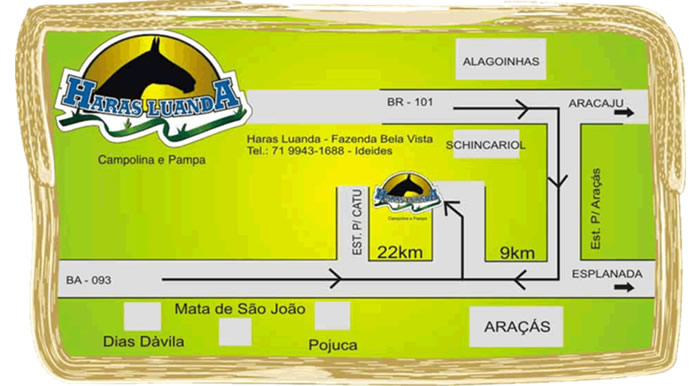 ALAGOINHAS
HARAS LUANDA
Campolina e Pampa
BR - 101
ARACAJU
Haras Luanda - Fazenda Bela Vista
Tel.: 71 9943-1688 - Ideides
SCHINCARIOL
EST. P/ CATU
HARAS LUANDA
Campolina e Pampa
Est. P/ Araçás
22km
9km
BA - 093
ESPLANADA
Mata de São João
Dias Dàvila
Pojuca
ARAÇÁS